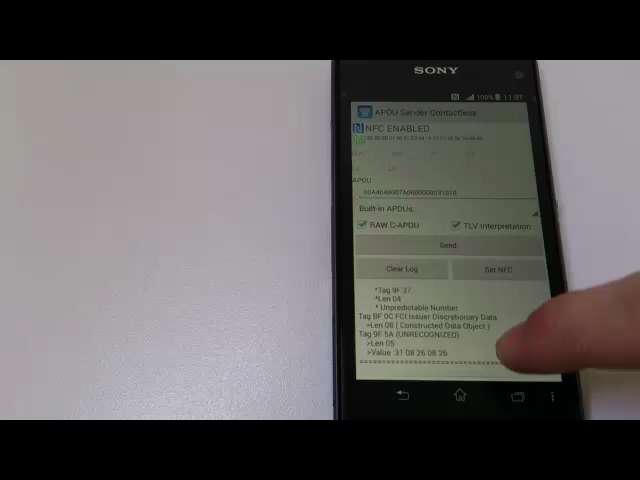 SONY
100% 11:07
APDU Sender Contactless
NFC ENABLED
APDU
Built-in APDUs...
RAW C-APDU TLV Interpretation
Send
Clear Log Set NFC
*Tag 9F 37
*Len 04
* Unpredictable Number
Tag BF 0C FCI Issuer Discretionary Data
>Len 08 ( Constructed Data Object )
Tag 9F 5A (UNRECOGNIZED)
>Len 05
>Value :31 08 26 08 26